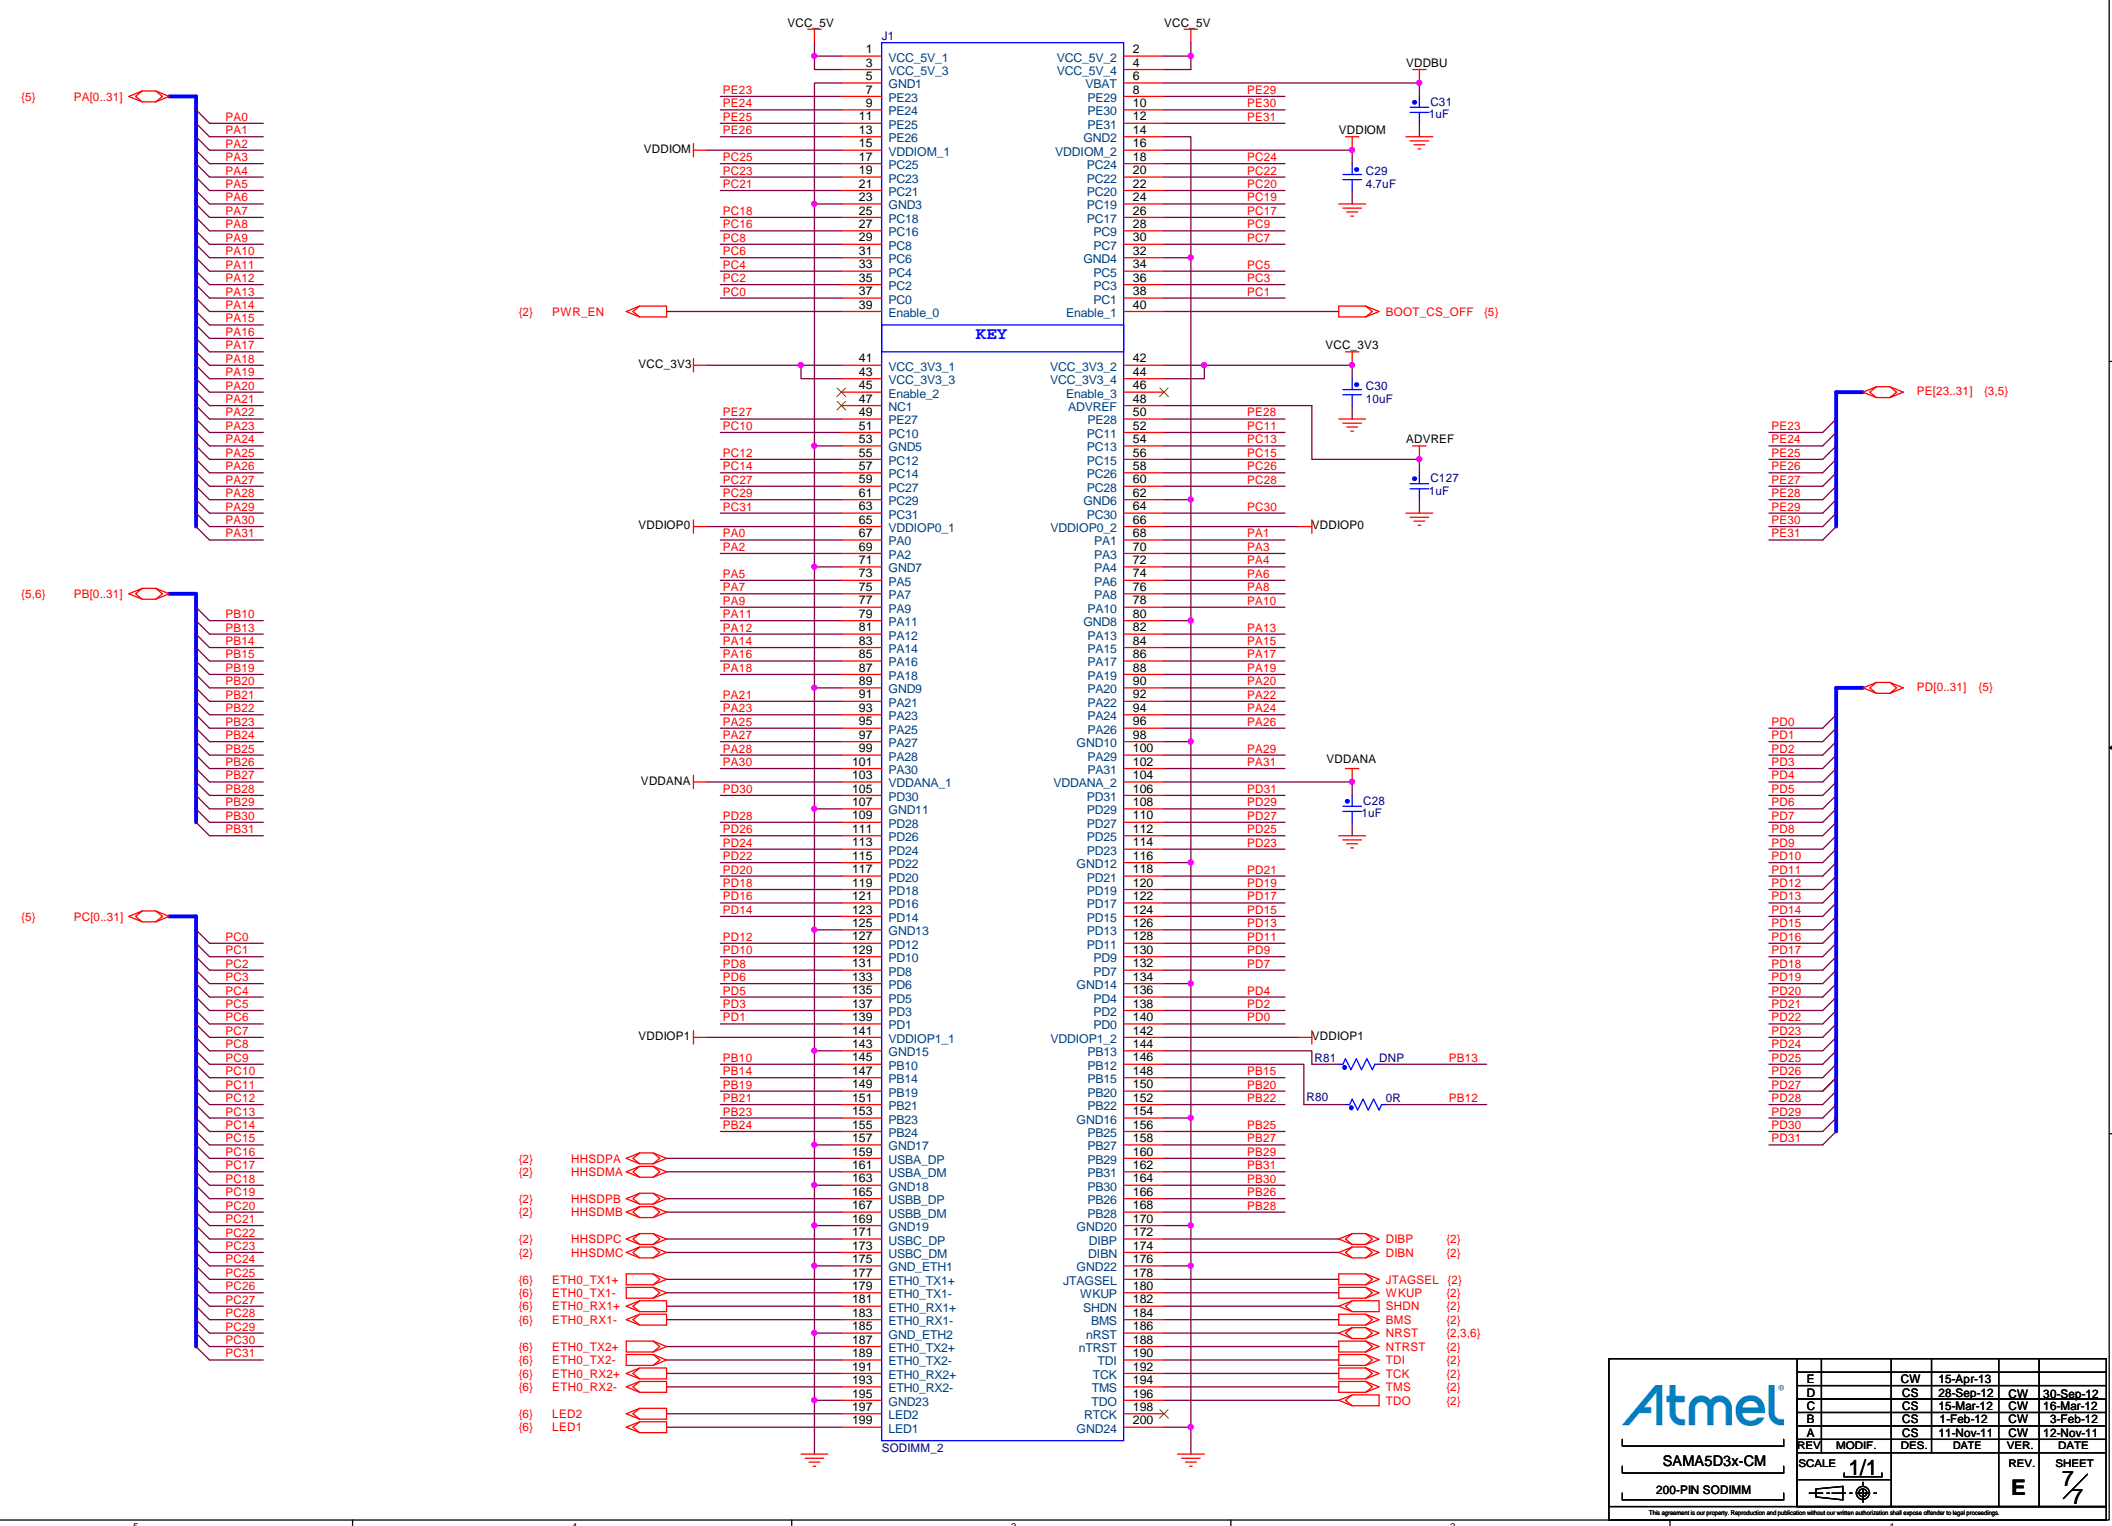 {5} PA[0..31]
PA0
PA1
PA2
PA3
PA4
PA5
PA6
PA7
PA8
PA9
PA10
PA11
PA12
PA13
PA14
PA15
PA16
PA17
PA18
PA19
PA20
PA21
PA22
PA23
PA24
PA25
PA26
PA27
PA28
PA29
PA30
PA31
{5,6} PB[0..31]
PB10
PB13
PB14
PB15
PB19
PB20
PB21
PB22
PB23
PB24
PB25
PB26
PB27
PB28
PB29
PB30
PB31
{5} PC[0..31]
PC0
PC1
PC2
PC3
PC4
PC5
PC6
PC7
PC8
PC9
PC10
PC11
PC12
PC13
PC14
PC15
PC16
PC17
PC18
PC19
PC20
PC21
PC22
PC23
PC24
PC25
PC26
PC27
PC28
PC29
PC30
PC31
VCC_5V VCC_5V
J1
1 VCC_5V_1 VCC_5V_2 2
3 VCC_5V_3 VCC_5V_4 4
5 GND1 VBAT 6
PE23 7 PE23 PE29 8 PE29
PE24 9 PE24 PE30 10 PE30
PE25 11 PE25 PE31 12 PE31
PE26 13 PE26 GND2 14
VDDIOM 15 VDDIOM_1 VDDIOM_2 16
PC25 17 PC25 PC24 18 PC24
PC23 19 PC23 PC22 20 PC22
PC21 21 PC21 PC20 22 PC20
23 GND3 PC19 24 PC19
PC18 25 PC18 PC17 26 PC17
PC16 27 PC16 PC9 28 PC9
PC8 29 PC8 PC7 30 PC7
PC6 31 PC6 GND4 32
PC4 33 PC4 PC5 34 PC5
PC2 35 PC2 PC3 36 PC3
PC0 37 PC0 PC1 38 PC1
{2} PWR_EN 39 Enable_0 Enable_1 40 BOOT_CS_OFF {5}
KEY
VCC_3V3 41 VCC_3V3_1 VCC_3V3_2 42
43 VCC_3V3_3 VCC_3V3_4 44
45 Enable_2 Enable_3 46
47 NC1 ADVREF 48
PE27 49 PE27 PE28 50 PE28
PC10 51 PC10 PC11 52 PC11
53 GND5 PC13 54 PC13
PC12 55 PC12 PC15 56 PC15
PC14 57 PC14 PC26 58 PC26
PC27 59 PC27 PC28 60 PC28
PC29 61 PC29 GND6 62
PC31 63 PC31 PC30 64 PC30
VDDIOP0 65 VDDIOP0_1 VDDIOP0_2 66 VDDIOP0
PA0 67 PA0 PA1 68 PA1
PA2 69 PA2 PA3 70 PA3
71 GND7 PA4 72 PA4
PA5 73 PA5 PA6 74 PA6
PA7 75 PA7 PA8 76 PA8
PA9 77 PA9 PA10 78 PA10
PA11 79 PA11 GND8 80
PA12 81 PA12 PA13 82 PA13
PA14 83 PA14 PA15 84 PA15
PA16 85 PA16 PA17 86 PA17
PA18 87 PA18 PA19 88 PA19
89 GND9 PA20 90 PA20
PA21 91 PA21 PA22 92 PA22
PA23 93 PA23 PA24 94 PA24
PA25 95 PA25 PA26 96 PA26
PA27 97 PA27 GND10 98
PA28 99 PA28 PA29 100 PA29
PA30 101 PA30 PA31 102 PA31
VDDANA 103 VDDANA_1 VDDANA_2 104
PD30 105 PD30 PD31 106 PD31
107 GND11 PD29 108 PD29
PD28 109 PD28 PD27 110 PD27
PD26 111 PD26 PD25 112 PD25
PD24 113 PD24 PD23 114 PD23
PD22 115 PD22 GND12 116
PD20 117 PD20 PD21 118 PD21
PD18 119 PD18 PD19 120 PD19
PD16 121 PD16 PD17 122 PD17
PD14 123 PD14 PD15 124 PD15
125 GND13 PD13 126 PD13
PD12 127 PD12 PD11 128 PD11
PD10 129 PD10 PD9 130 PD9
PD8 131 PD8 PD7 132 PD7
PD6 133 PD6 GND14 134
PD5 135 PD5 PD4 136 PD4
PD3 137 PD3 PD2 138 PD2
PD1 139 PD1 PD0 140 PD0
VDDIOP1 141 VDDIOP1_1 VDDIOP1_2 142 VDDIOP1
143 GND15 PB13 144
PB10 145 PB10 PB12 146
PB14 147 PB14 PB15 148 PB15
PB19 149 PB19 PB20 150 PB20
PB21 151 PB21 PB22 152 PB22
PB23 153 PB23 GND16 154
PB24 155 PB24 PB25 156 PB25
157 GND17 PB27 158 PB27
{2} HHSDPA 159 USBA_DP PB29 160 PB29
{2} HHSDMA 161 USBA_DM PB31 162 PB31
163 GND18 PB30 164 PB30
{2} HHSDPB 165 USBB_DP PB26 166 PB26
{2} HHSDMB 167 USBB_DM PB28 168 PB28
169 GND19 GND20 170
{2} HHSDPC 171 USBC_DP DIBP 172 DIBP {2}
{2} HHSDMC 173 USBC_DM DIBN 174 DIBN {2}
175 GND_ETH1 GND22 176
{6} ETH0_TX1+ 177 ETH0_TX1+ JTAGSEL 178 JTAGSEL {2}
{6} ETH0_TX1- 179 ETH0_TX1- WKUP 180 WKUP {2}
{6} ETH0_RX1+ 181 ETH0_RX1+ SHDN 182 SHDN {2}
{6} ETH0_RX1- 183 ETH0_RX1- BMS 184 BMS {2}
185 GND_ETH2 nRST 186 NRST {2,3,6}
{6} ETH0_TX2+ 187 ETH0_TX2+ nTRST 188 NTRST {2}
{6} ETH0_TX2- 189 ETH0_TX2- TDI 190 TDI {2}
{6} ETH0_RX2+ 191 ETH0_RX2+ TCK 192 TCK {2}
{6} ETH0_RX2- 193 ETH0_RX2- TMS 194 TMS {2}
195 GND23 TDO 196 TDO {2}
{6} LED2 197 LED2 RTCK 198
{6} LED1 199 LED1 GND24 200
SODIMM_2
VDDBU
C31
1uF
VDDIOM
C29
4.7uF
VCC_3V3
C30
10uF
ADVREF
C127
1uF
VDDANA
C28
1uF
R81 DNP PB13
R80 0R PB12
PE[23..31] {3,5}
PE23
PE24
PE25
PE26
PE27
PE28
PE29
PE30
PE31
PD[0..31] {5}
PD0
PD1
PD2
PD3
PD4
PD5
PD6
PD7
PD8
PD9
PD10
PD11
PD12
PD13
PD14
PD15
PD16
PD17
PD18
PD19
PD20
PD21
PD22
PD23
PD24
PD25
PD26
PD27
PD28
PD29
PD30
PD31
Atmel
SAMA5D3x-CM
200-PIN SODIMM
E CW 15-Apr-13
D CS 28-Sep-12 CW 30-Sep-12
C CS 15-Mar-12 CW 16-Mar-12
B CS 1-Feb-12 CW 3-Feb-12
A CS 11-Nov-11 CW 12-Nov-11
REV MODIF. DES. DATE VER. DATE
SCALE 1/1 REV. SHEET
E 7/7
This agreement is our property. Reproduction and publication without our written authorization shall expose offender to legal proceedings.